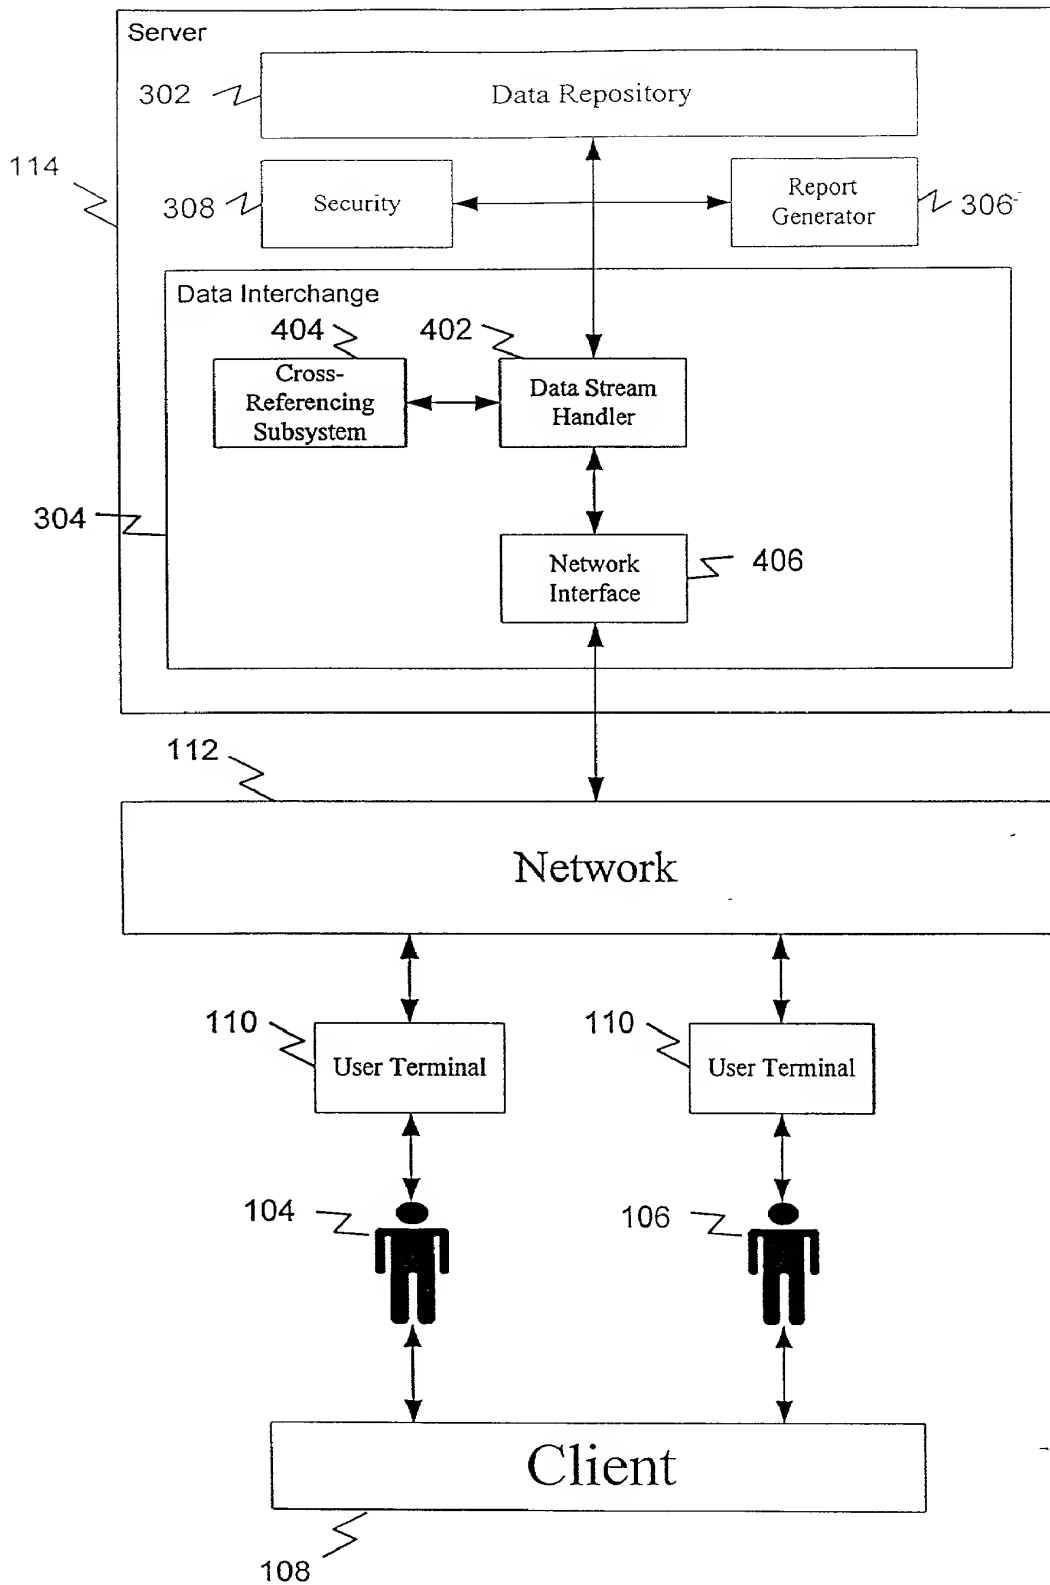 Server
302
Data Repository
114
308
Security
Report
Generator
306
Data Interchange
404
402
Cross-
Referencing
Subsystem
Data Stream
Handler
304
Network
Interface
406
112
Network
110
User Terminal
110
User Terminal
104
106
Client
108